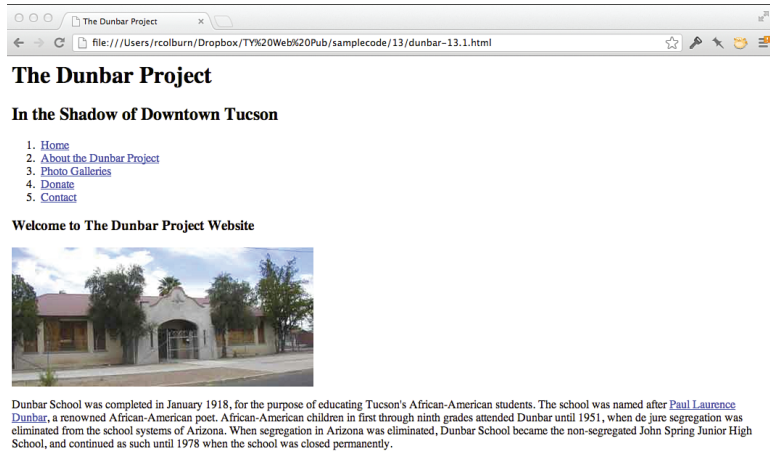 The Dunbar Project
file:///Users/rcolburn/Dropbox/TY%20Web%20Pub/samplecode/13/dunbar-13.1.html
The Dunbar Project
In the Shadow of Downtown Tucson
1. Home
2. About the Dunbar Project
3. Photo Galleries
4. Donate
5. Contact
Welcome to The Dunbar Project Website
Dunbar School was completed in January 1918, for the purpose of educating Tucson's African-American students. The school was named after Paul Laurence
Dunbar, a renowned African-American poet. African-American children in first through ninth grades attended Dunbar until 1951, when de jure segregation was
eliminated from the school systems of Arizona. When segregation in Arizona was eliminated, Dunbar School became the non-segregated John Spring Junior High
School, and continued as such until 1978 when the school was closed permanently.